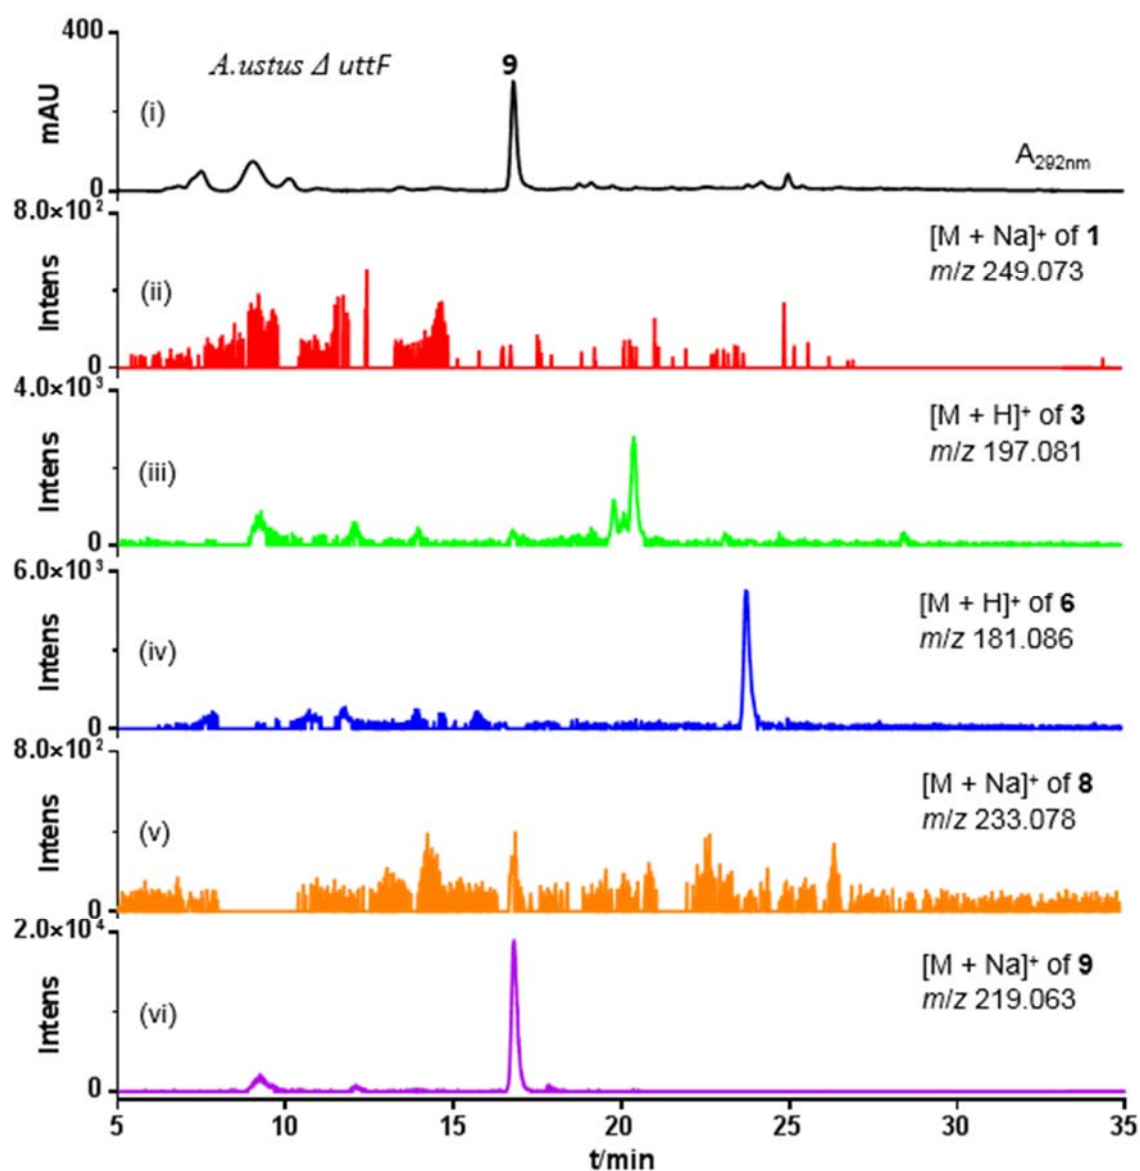 400
A.ustus Δ uttF
9
mAU
(i)
A292nm
0
8.0×10²
[M + Na]⁺ of 1
m/z 249.073
Intens
(ii)
0
4.0×10³
[M + H]⁺ of 3
m/z 197.081
Intens
(iii)
0
6.0×10³
[M + H]⁺ of 6
m/z 181.086
Intens
(iv)
0
8.0×10²
[M + Na]⁺ of 8
m/z 233.078
Intens
(v)
0
2.0×10⁴
[M + Na]⁺ of 9
m/z 219.063
Intens
(vi)
0
5 10 15 20 25 30 35
t/min